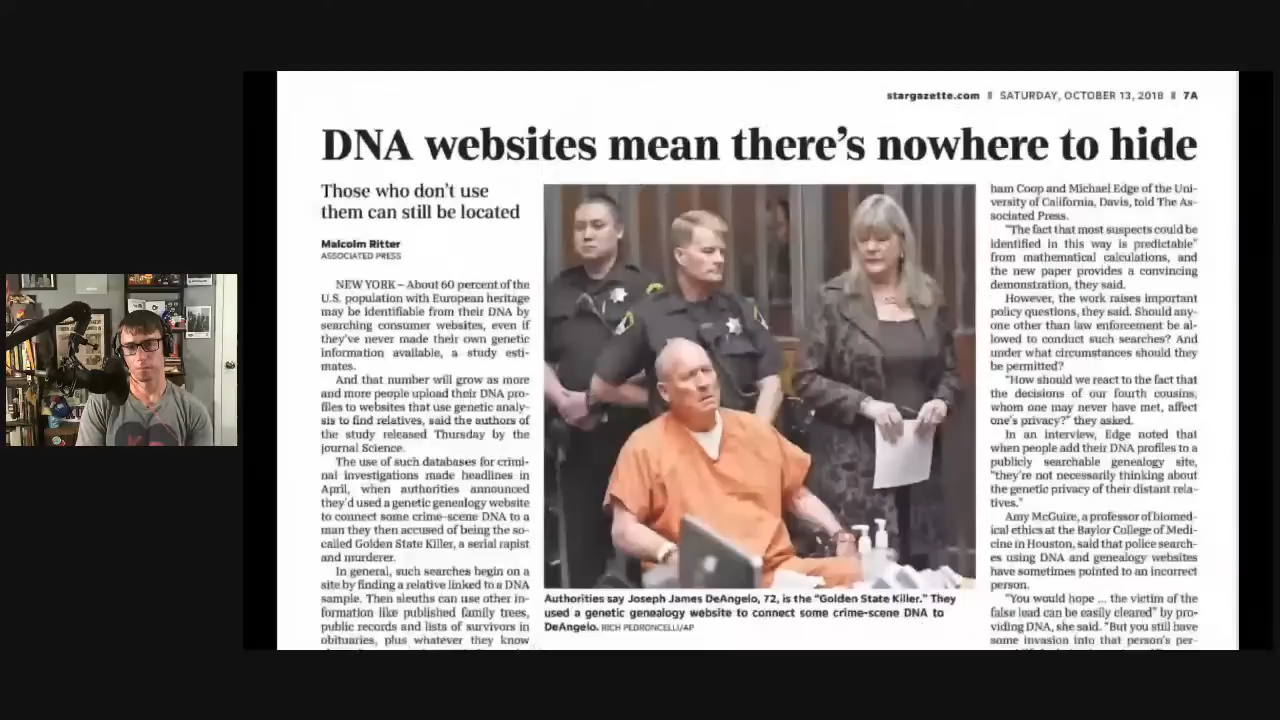 stargazette.com ∥ SATURDAY, OCTOBER 13, 2018 ∥ 7A
DNA websites mean there's nowhere to hide
Those who don't use
them can still be located
Malcolm Ritter
ASSOCIATED PRESS
NEW YORK – About 60 percent of the
U.S. population with European heritage
may be identifiable from their DNA by
searching consumer websites, even if
they've never made their own genetic
information available, a study esti-
mates.
And that number will grow as more
and more people upload their DNA pro-
files to websites that use genetic analy-
sis to find relatives, said the authors of
the study released Thursday by the
journal Science.
The use of such databases for crimi-
nal investigations made headlines in
April, when authorities announced
they'd used a genetic genealogy website
to connect some crime-scene DNA to a
man they then accused of being the so-
called Golden State Killer, a serial rapist
and murderer.
In general, such searches begin on a
site by finding a relative linked to a DNA
sample. Then sleuths can use other in-
formation like published family trees,
public records and lists of survivors in
obituaries, plus whatever they know
Authorities say Joseph James DeAngelo, 72, is the “Golden State Killer.” They
used a genetic genealogy website to connect some crime-scene DNA to
DeAngelo. RICH PEDRONCELLI/AP
ham Coop and Michael Edge of the Uni-
versity of California, Davis, told The As-
sociated Press.
“The fact that most suspects could be
identified in this way is predictable”
from mathematical calculations, and
the new paper provides a convincing
demonstration, they said.
However, the work raises important
policy questions, they said. Should any-
one other than law enforcement be al-
lowed to conduct such searches? And
under what circumstances should they
be permitted?
“How should we react to the fact that
the decisions of our fourth cousins,
whom one may never have met, affect
one's privacy?” they asked.
In an interview, Edge noted that
when people add their DNA profiles to a
publicly searchable genealogy site,
“they're not necessarily thinking about
the genetic privacy of their distant rela-
tives.”
Amy McGuire, a professor of biomed-
ical ethics at the Baylor College of Medi-
cine in Houston, said that police search-
es using DNA and genealogy websites
have sometimes pointed to an incorrect
person.
“You would hope ... the victim of the
false lead can be easily cleared” by pro-
viding DNA, she said. “But you still have
some invasion into that person's per-